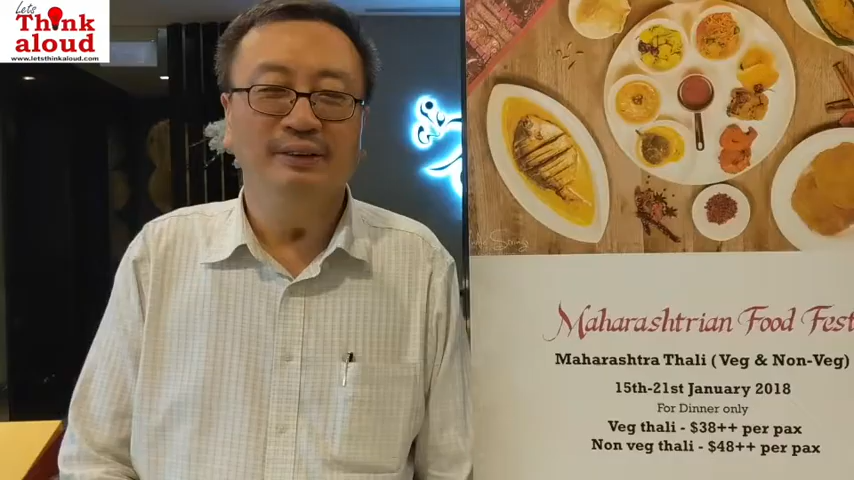 Lets
Think
aloud
www.letsthinkaloud.com
Maharashtrian Food Fest
MAHARASHTRA THALI (VEG & NON-VEG)
15TH-21ST JANUARY 2018
FOR DINNER ONLY
VEG THALI - $38++ PER PAX
NON VEG THALI - $48++ PER PAX